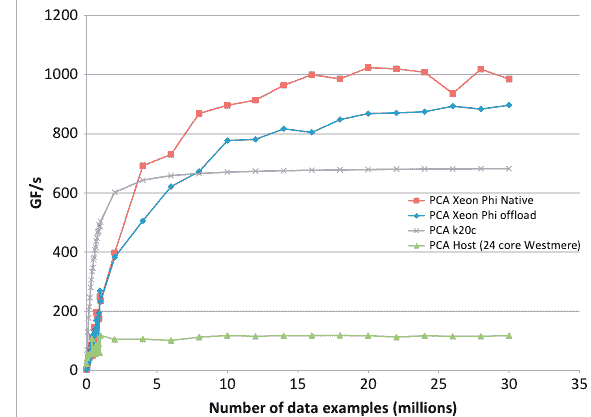 1200
1000
800
600
400
200
0
GF/s
PCA Xeon Phi Native
PCA Xeon Phi offload
PCA k20c
PCA Host (24 core Westmere)
0 5 10 15 20 25 30 35
Number of data examples (millions)